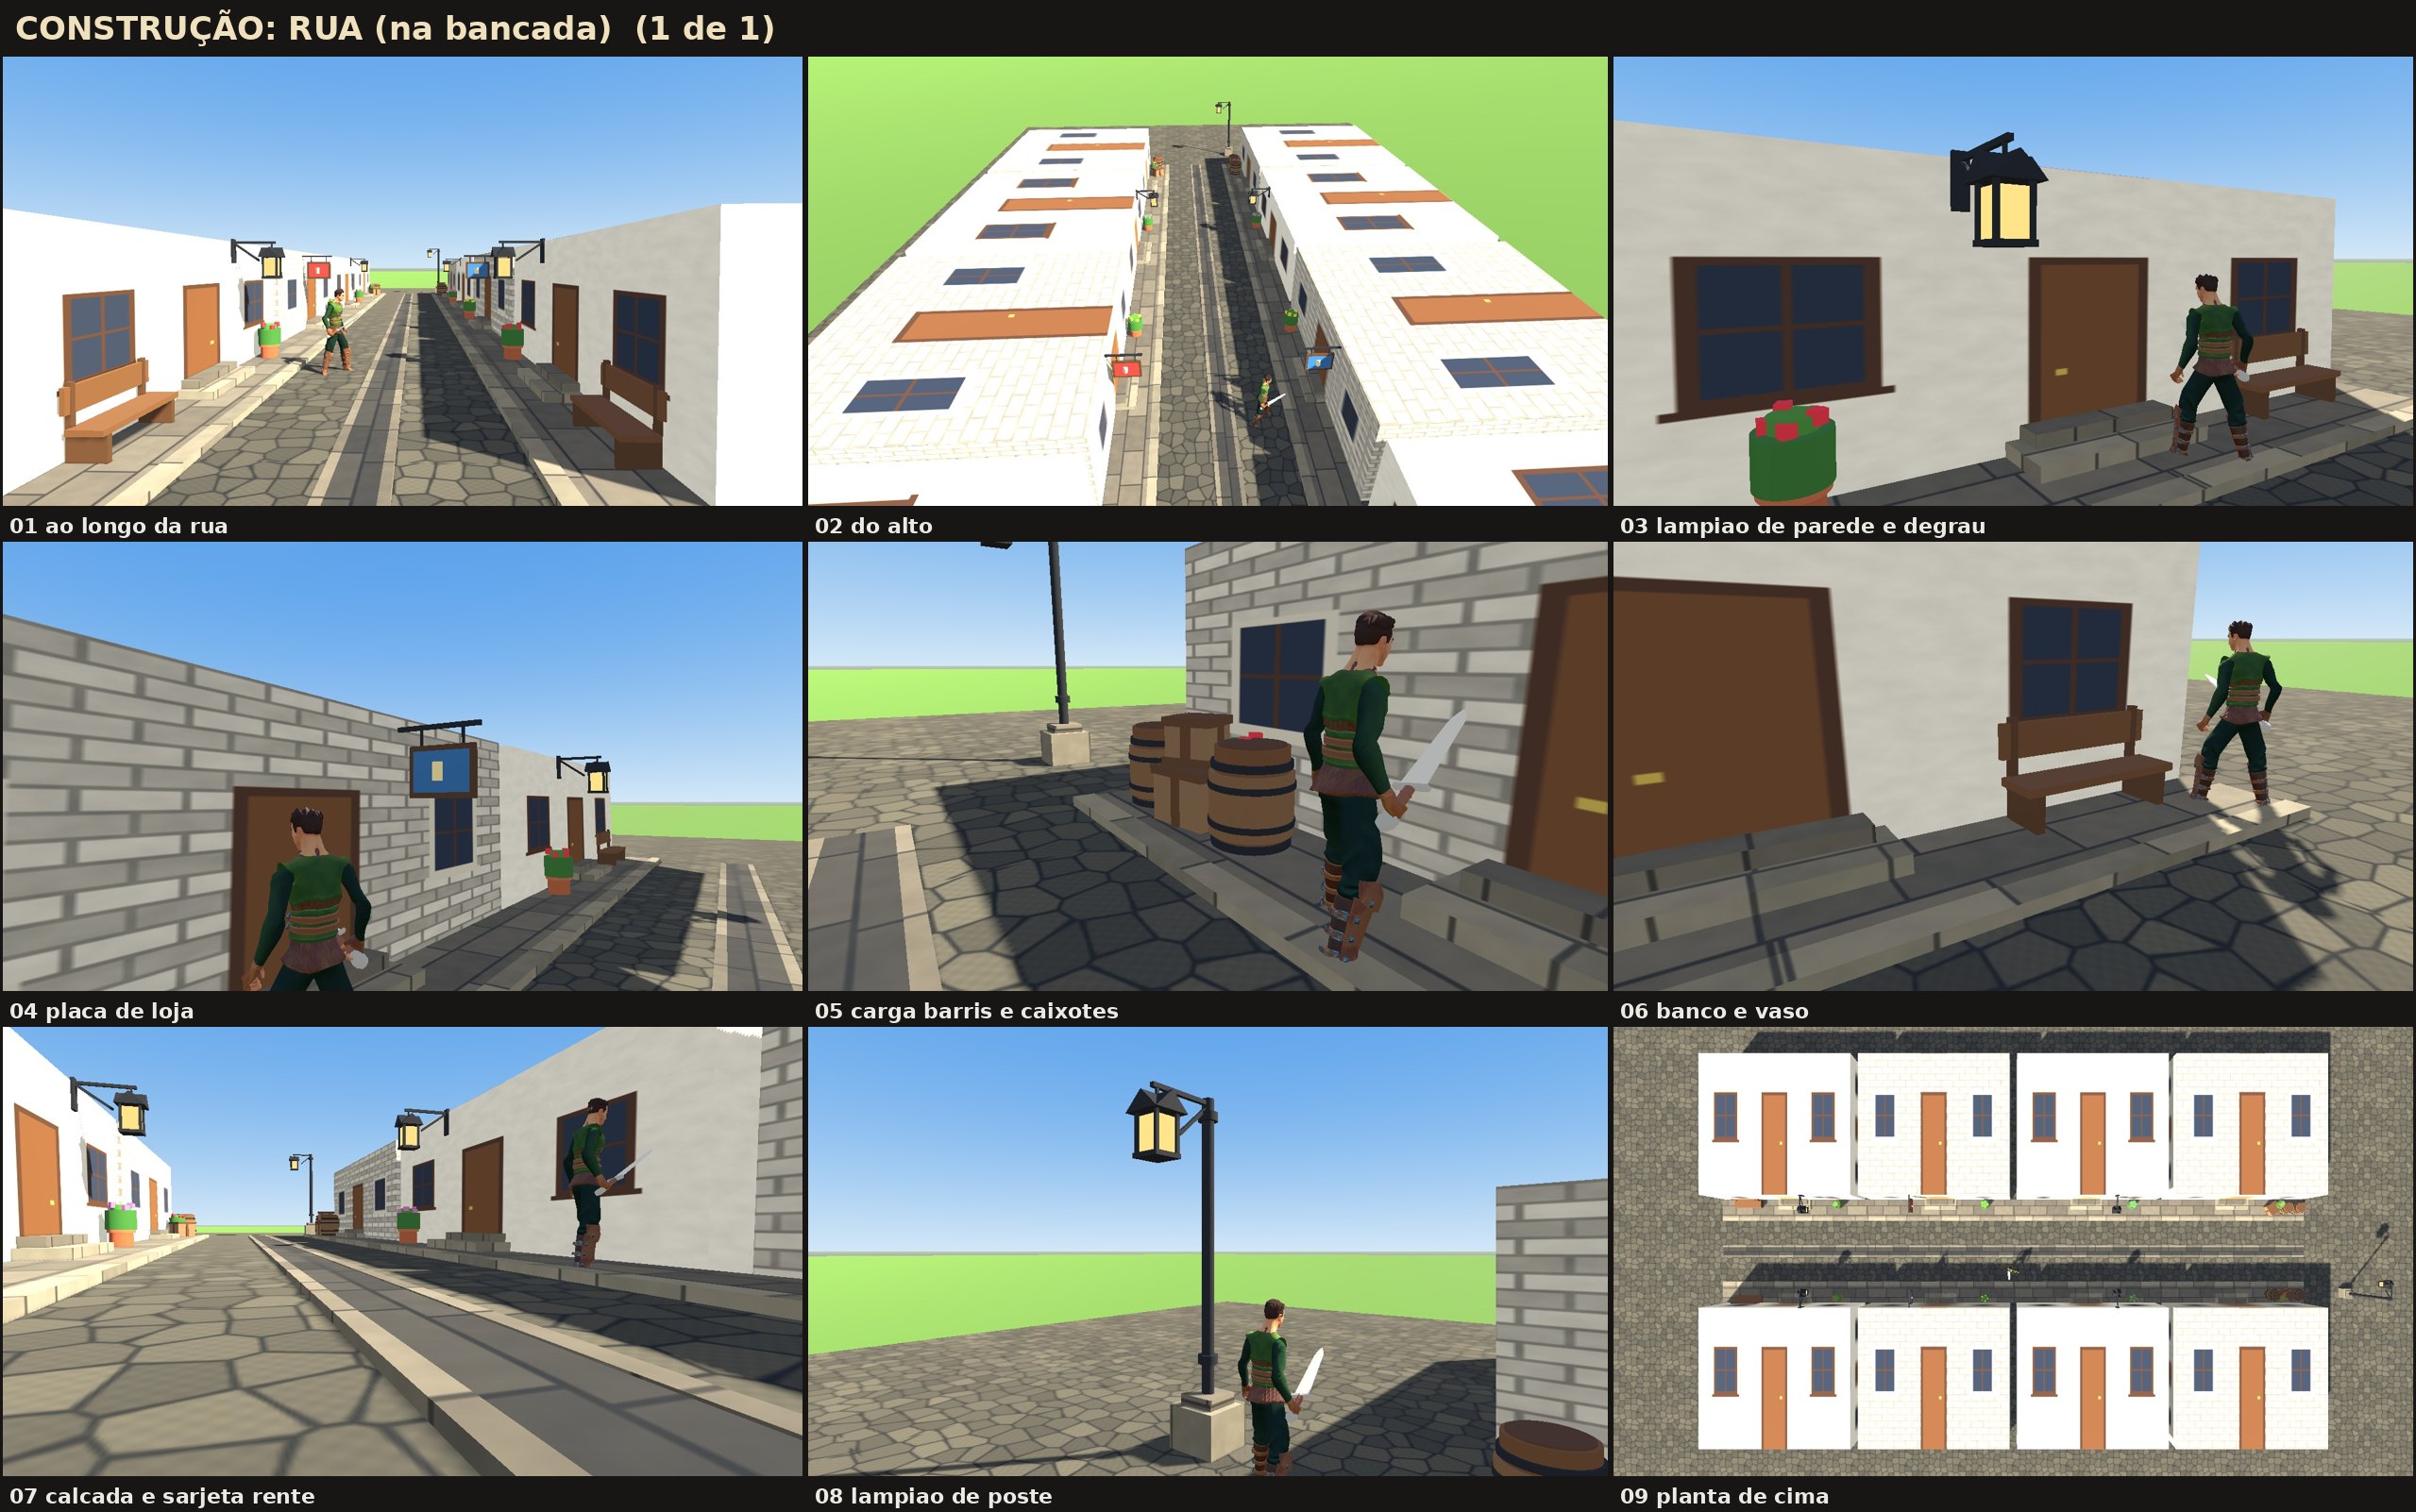 CONSTRUÇÃO: RUA (na bancada)  (1 de 1)
01 ao longo da rua
02 do alto
03 lampiao de parede e degrau
04 placa de loja
05 carga barris e caixotes
06 banco e vaso
07 calcada e sarjeta rente
08 lampiao de poste
09 planta de cima